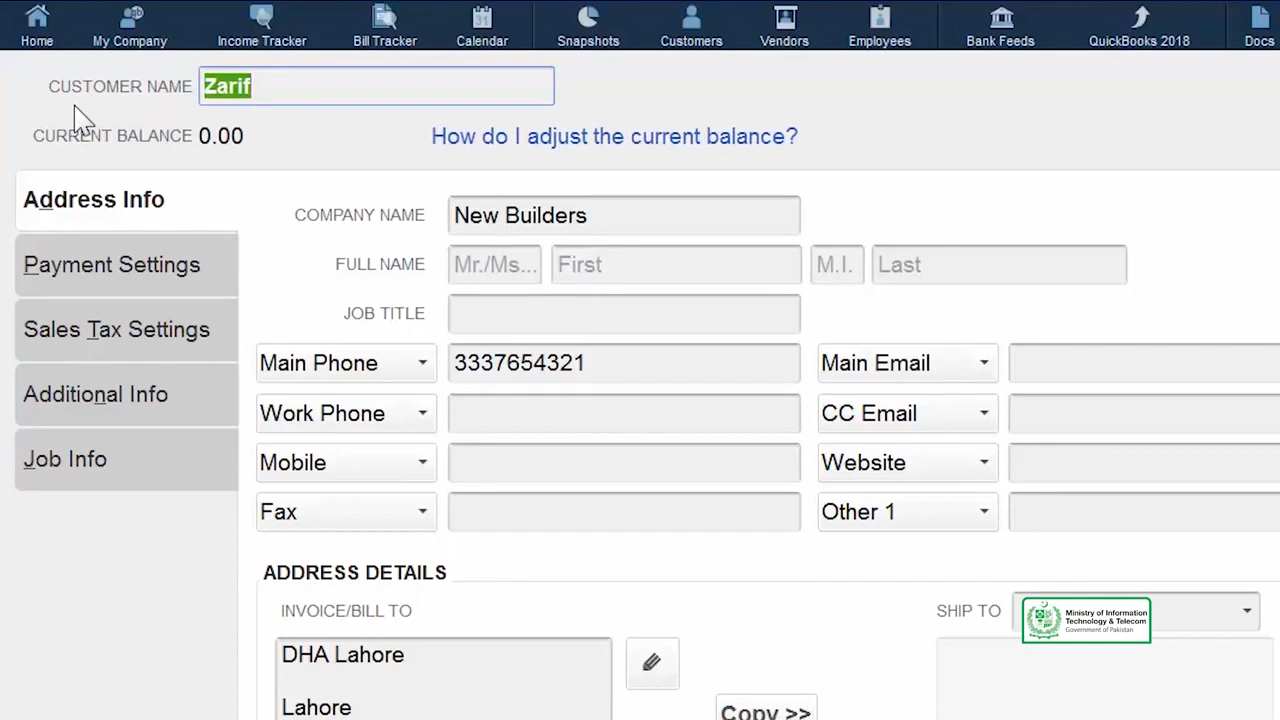 Home My Company Income Tracker Bill Tracker Calendar Snapshots Customers Vendors Employees Bank Feeds QuickBooks 2018 Docs
CUSTOMER NAME Zarif
CURRENT BALANCE 0.00 How do I adjust the current balance?
Address Info
Payment Settings
Sales Tax Settings
Additional Info
Job Info
COMPANY NAME New Builders
FULL NAME Mr./Ms... First M.I. Last
JOB TITLE
Main Phone 3337654321 Main Email
Work Phone CC Email
Mobile Website
Fax Other 1
ADDRESS DETAILS
INVOICE/BILL TO SHIP TO
DHA Lahore
Lahore
Copy >>
Ministry of Information
Technology & Telecom
Government of Pakistan